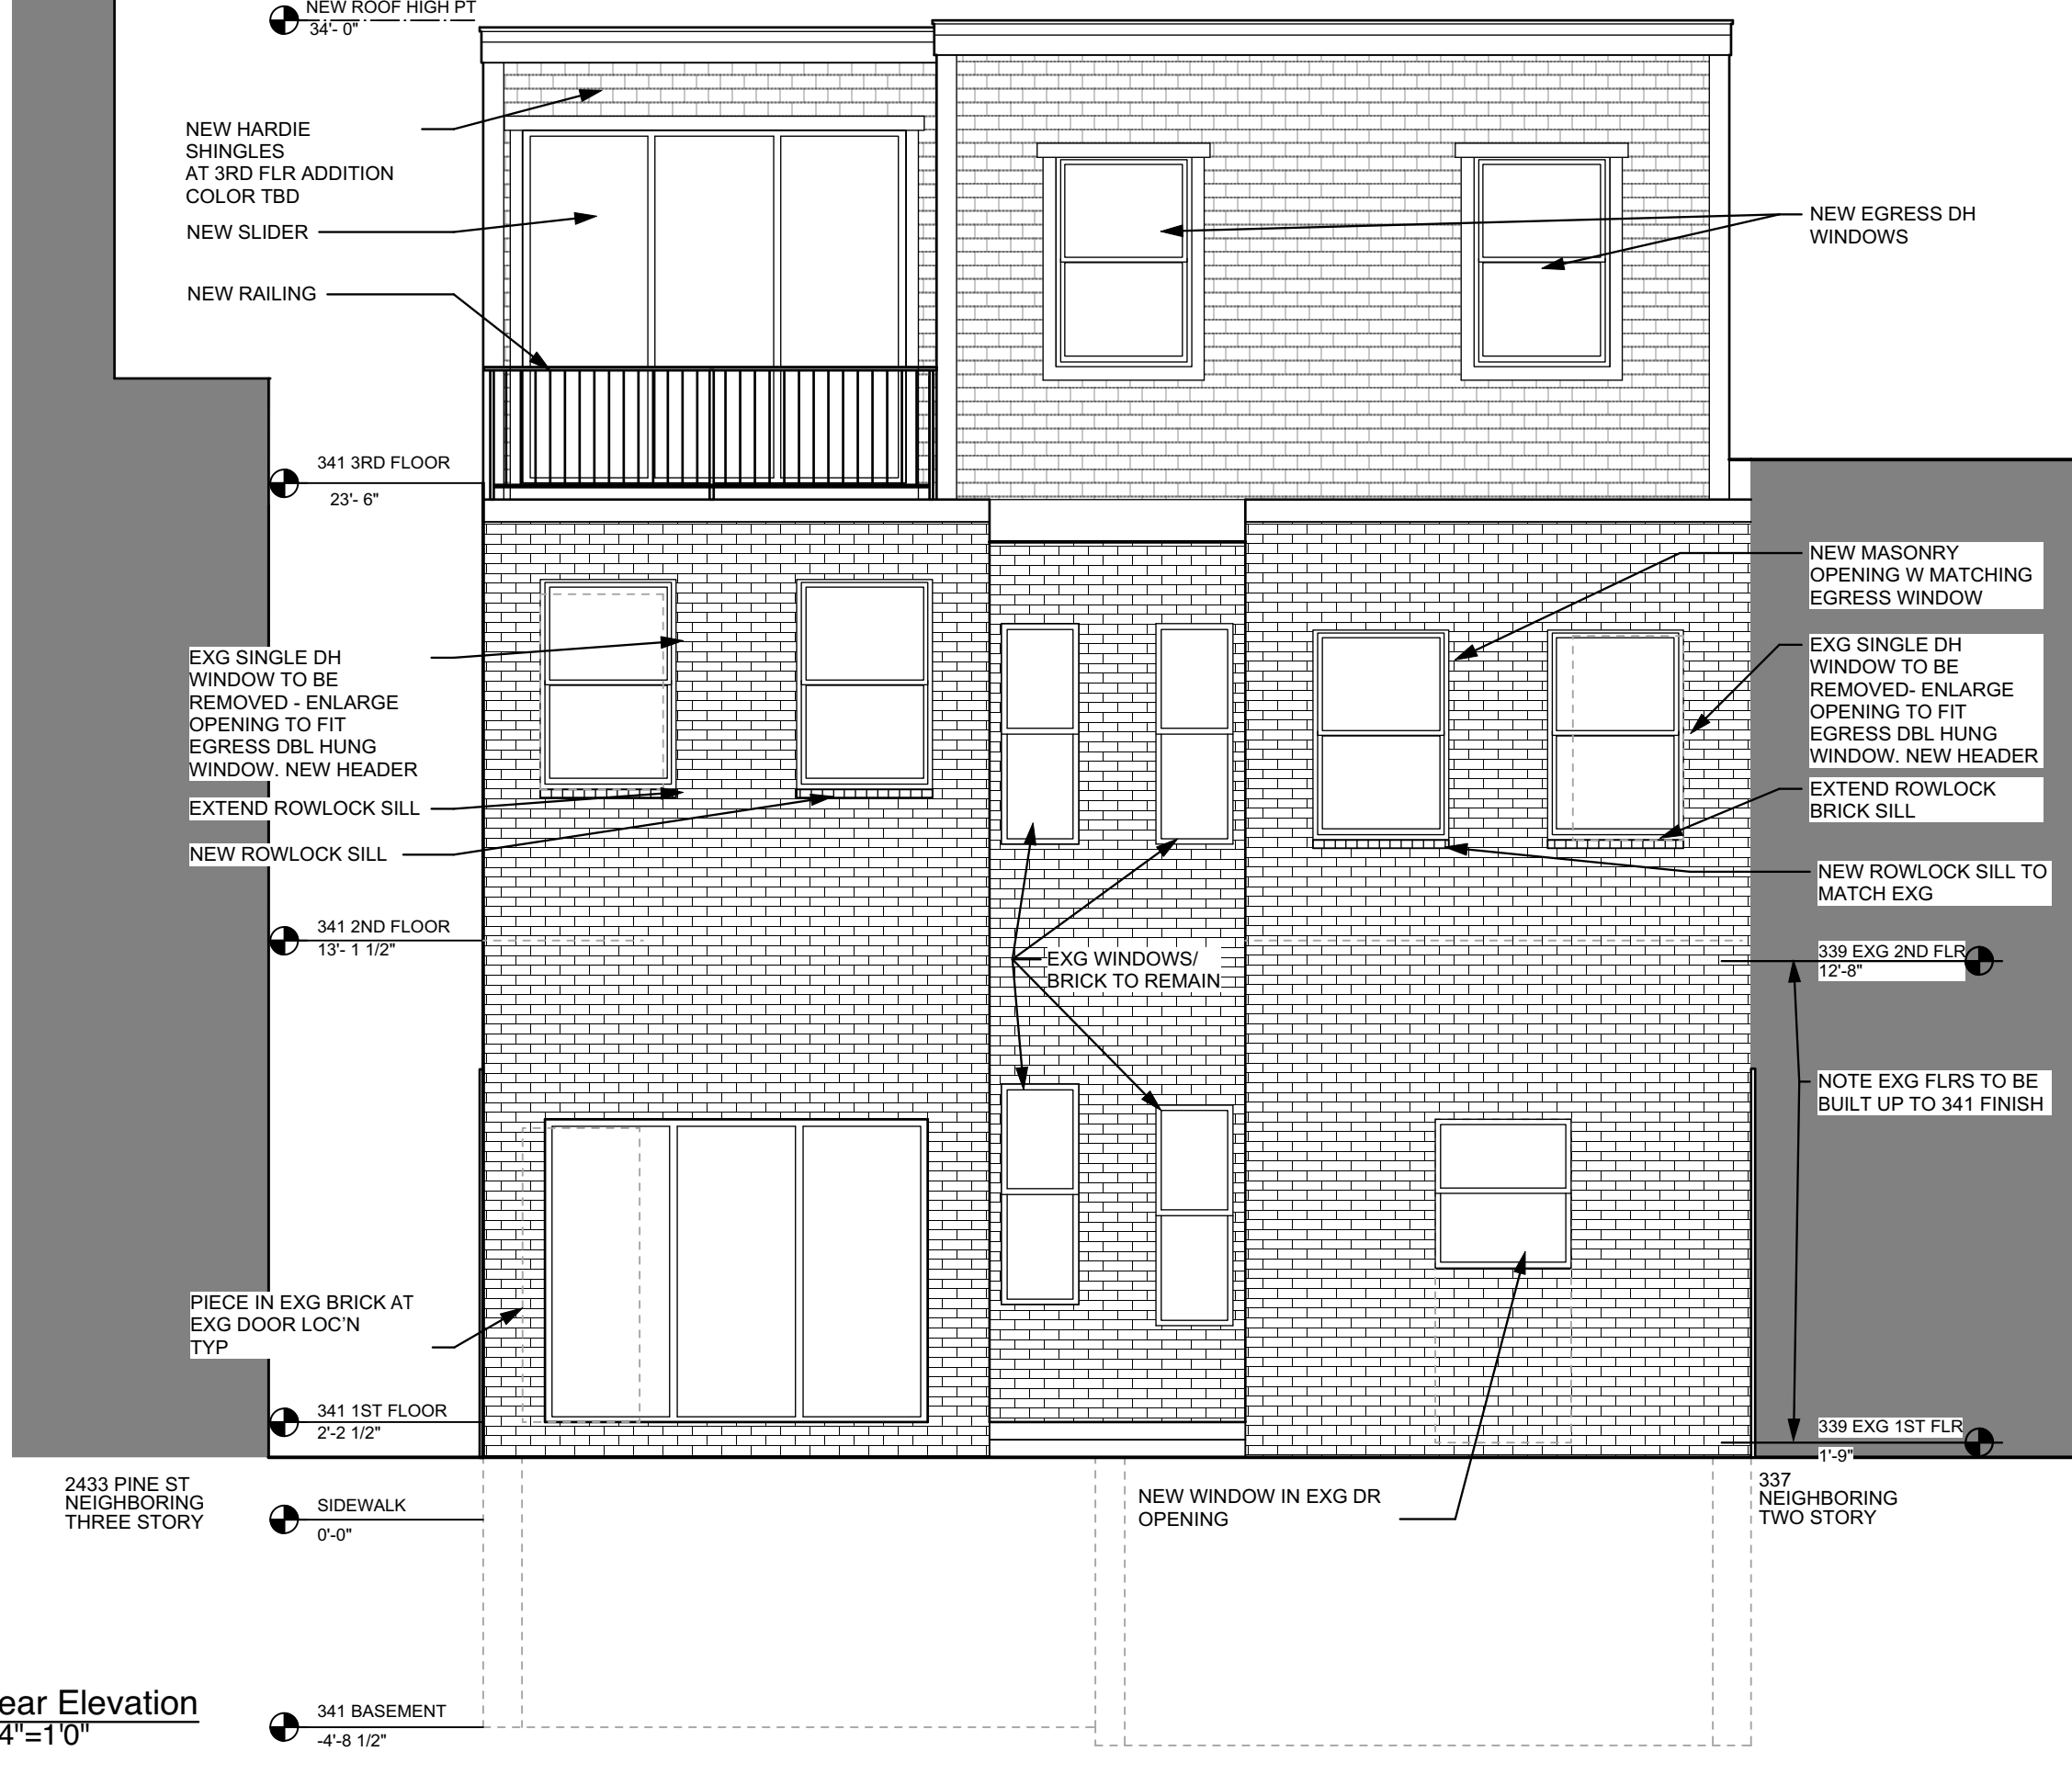 NEW ROOF HIGH PT
34'- 0"
NEW HARDIE
SHINGLES
AT 3RD FLR ADDITION
COLOR TBD
NEW SLIDER
NEW RAILING
341 3RD FLOOR
23'- 6"
EXG SINGLE DH
WINDOW TO BE
REMOVED - ENLARGE
OPENING TO FIT
EGRESS DBL HUNG
WINDOW. NEW HEADER
EXTEND ROWLOCK SILL
NEW ROWLOCK SILL
341 2ND FLOOR
13'- 1 1/2"
PIECE IN EXG BRICK AT
EXG DOOR LOC'N
TYP
341 1ST FLOOR
2'-2 1/2"
2433 PINE ST
NEIGHBORING
THREE STORY
SIDEWALK
0'-0"
341 BASEMENT
-4'-8 1/2"
ear Elevation
4"=1'0"
EXG WINDOWS/
BRICK TO REMAIN
NEW WINDOW IN EXG DR
OPENING
NEW EGRESS DH
WINDOWS
NEW MASONRY
OPENING W MATCHING
EGRESS WINDOW
EXG SINGLE DH
WINDOW TO BE
REMOVED- ENLARGE
OPENING TO FIT
EGRESS DBL HUNG
WINDOW. NEW HEADER
EXTEND ROWLOCK
BRICK SILL
NEW ROWLOCK SILL TO
MATCH EXG
339 EXG 2ND FLR
12'-8"
NOTE EXG FLRS TO BE
BUILT UP TO 341 FINISH
339 EXG 1ST FLR
1'-9"
337
NEIGHBORING
TWO STORY